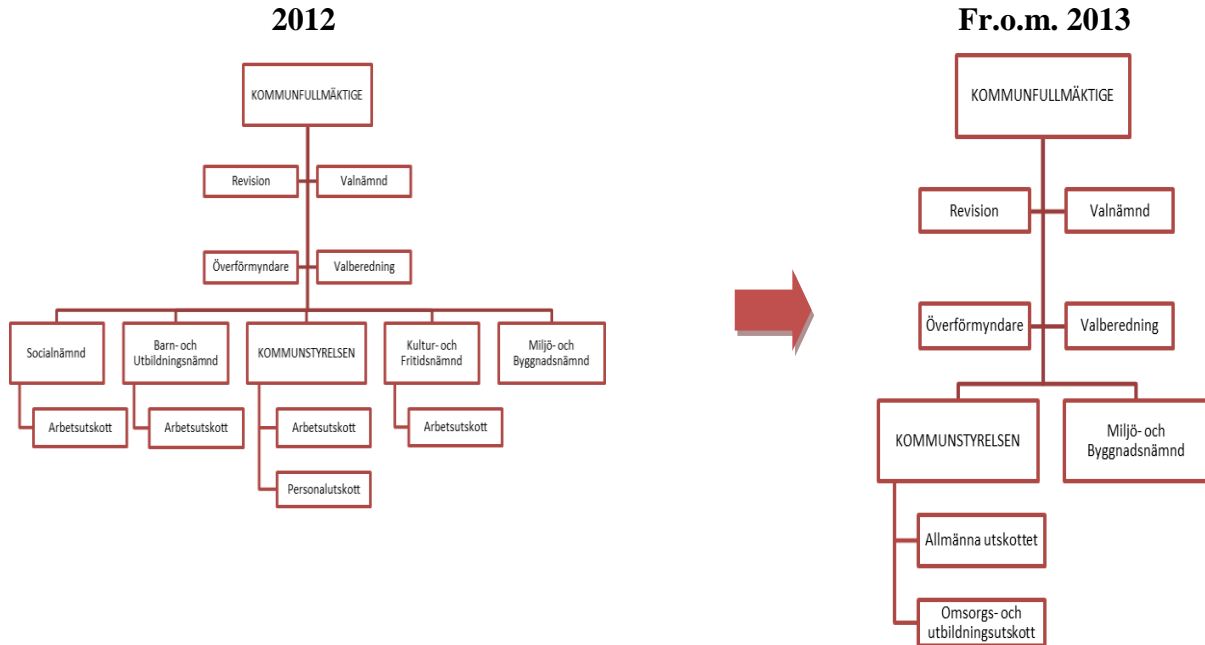 2012
KOMMUNFULLMÄKTIGE
Revision
Valnämnd
Överförmyndare
Valberedning
Socialnämnd
Barn- och
Utbildningsnämnd
KOMMUNSTYRELSEN
Kultur- och
Fritidsnämnd
Miljö- och
Byggnadsnämnd
Arbetsutskott
Arbetsutskott
Arbetsutskott
Arbetsutskott
Personalutskott
Fr.o.m. 2013
KOMMUNFULLMÄKTIGE
Revision
Valnämnd
Överförmyndare
Valberedning
KOMMUNSTYRELSEN
Miljö- och
Byggnadsnämnd
Allmänna utskottet
Omsorgs- och
utbildningsutskott